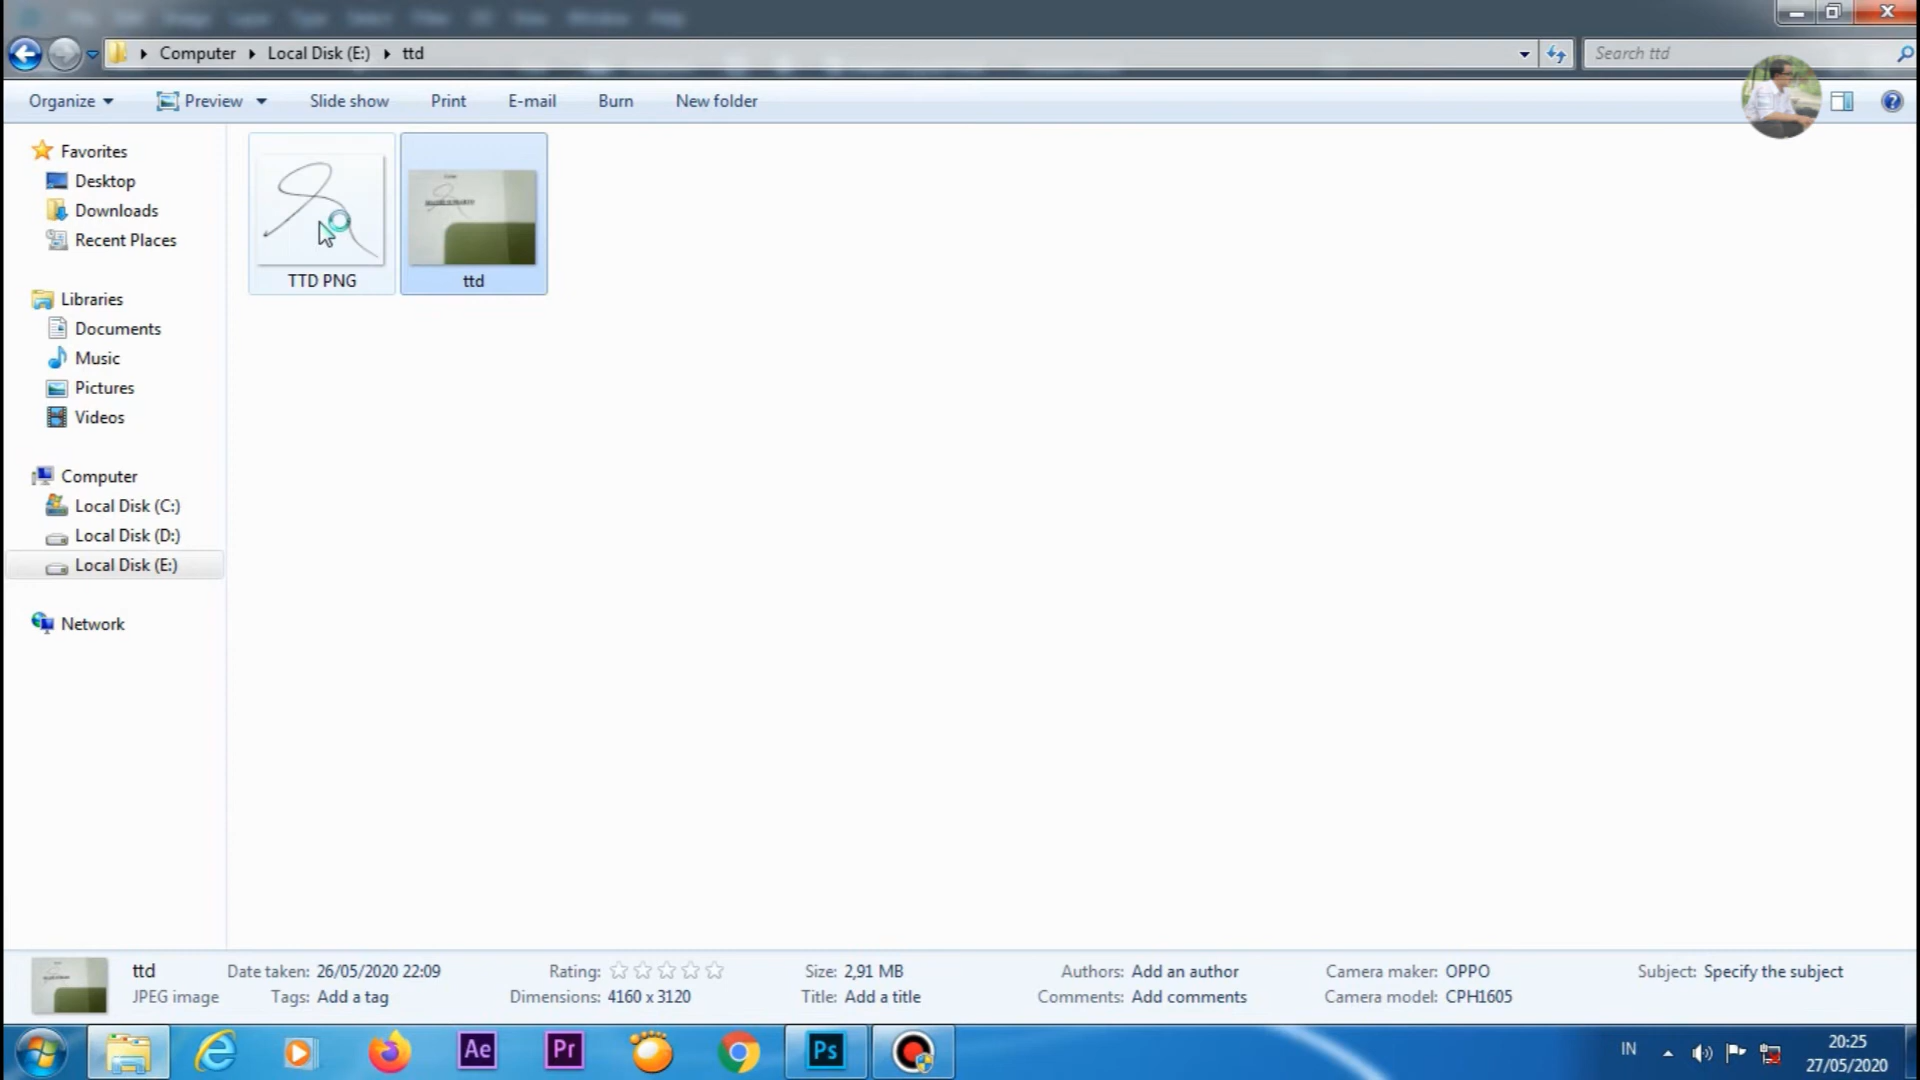 Computer Local Disk (E:) ttd
Search ttd
Organize Preview Slide show Print E-mail Burn New folder
Favorites
Desktop
Downloads
Recent Places
Libraries
Documents
Music
Pictures
Videos
Computer
Local Disk (C:)
Local Disk (D:)
Local Disk (E:)
Network
TTD PNG
ttd
ttd Date taken: 26/05/2020 22:09 Rating: Size: 2,91 MB Authors: Add an author Camera maker: OPPO Subject: Specify the subject
JPEG image Tags: Add a tag Dimensions: 4160 x 3120 Title: Add a title Comments: Add comments Camera model: CPH1605
Ae Pr Ps IN 20:25
27/05/2020